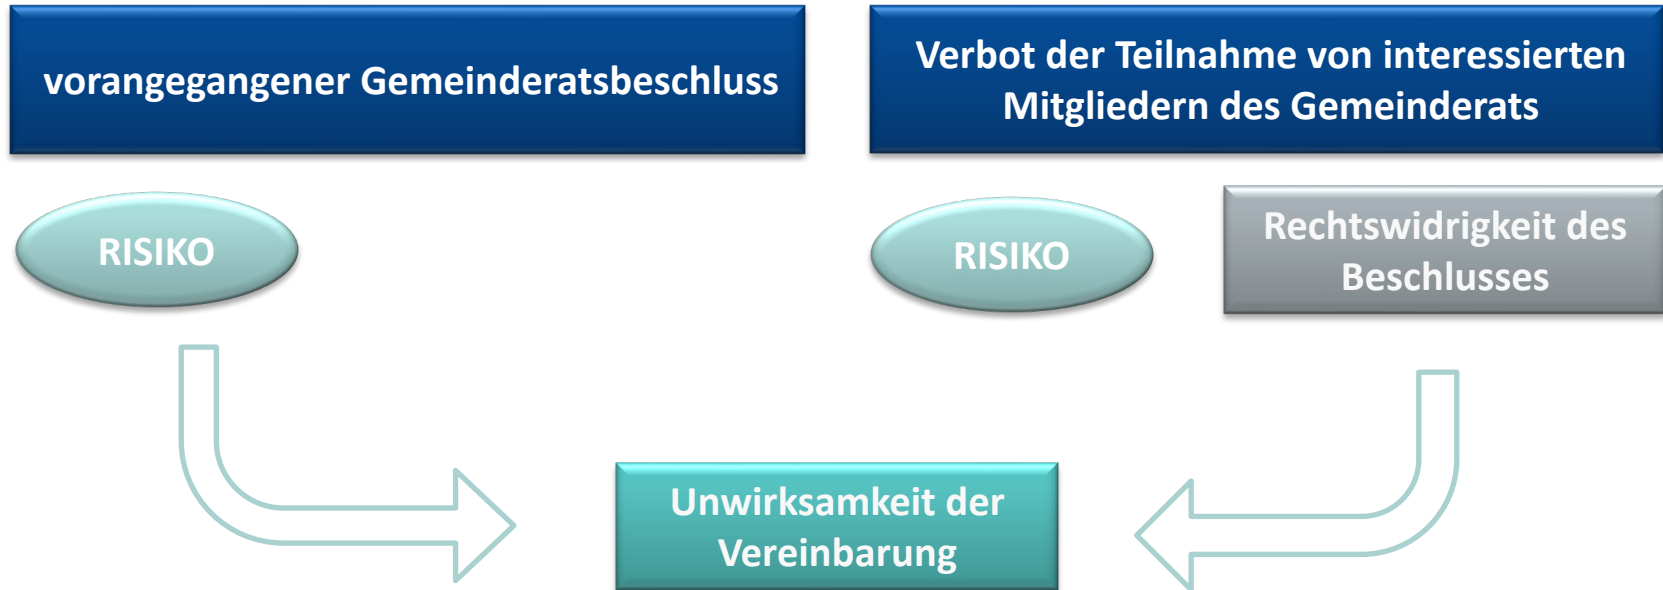 vorangegangener Gemeinderatsbeschluss
Verbot der Teilnahme von interessierten
Mitgliedern des Gemeinderats
RISIKO
RISIKO
Rechtswidrigkeit des
Beschlusses
Unwirksamkeit der
Vereinbarung